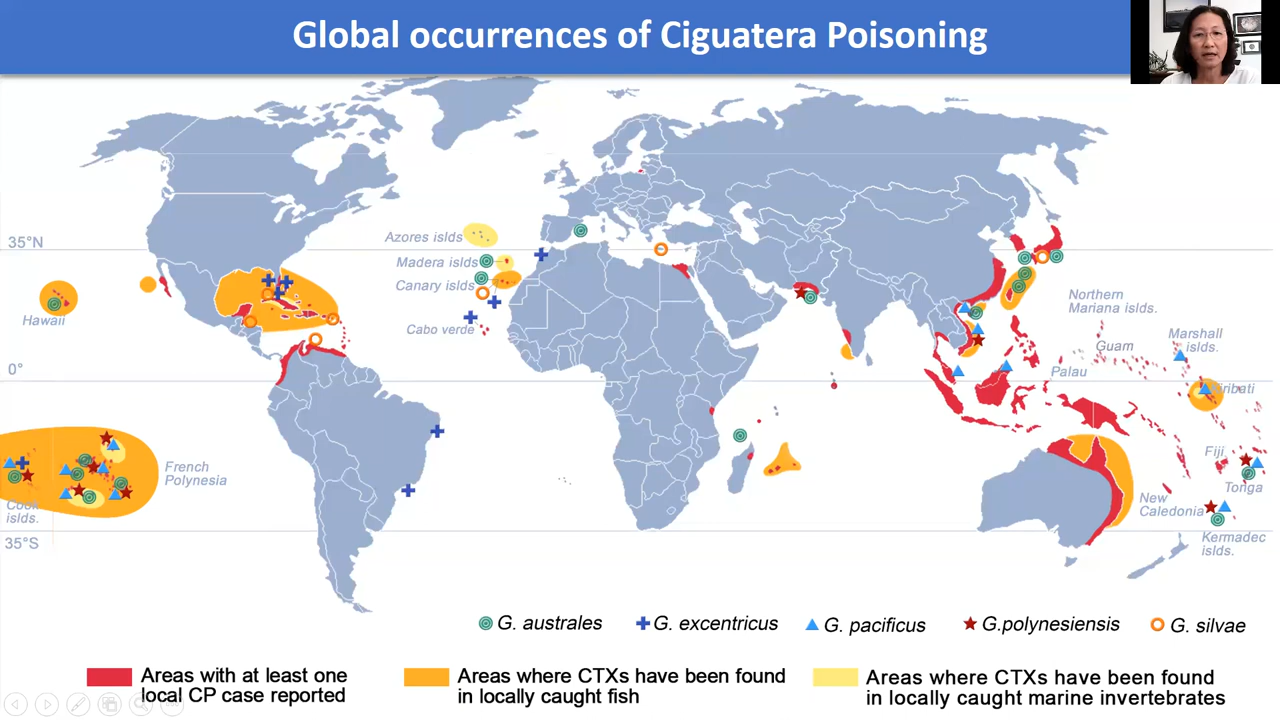 Global occurrences of Ciguatera Poisoning
35°N
Azores islds
Madera islds
Canary islds
Cabo verde
Hawaii
Northern
Mariana islds.
Marshall
islds.
Guam
Palau
0°
Kiribati
French
Polynesia
Cook
islds.
Fiji
Tonga
New
Caledonia
Kermadec
islds.
35°S
G. australes
G. excentricus
G. pacificus
G.polynesiensis
G. silvae
Areas with at least one
local CP case reported
Areas where CTXs have been found
in locally caught fish
Areas where CTXs have been found
in locally caught marine invertebrates